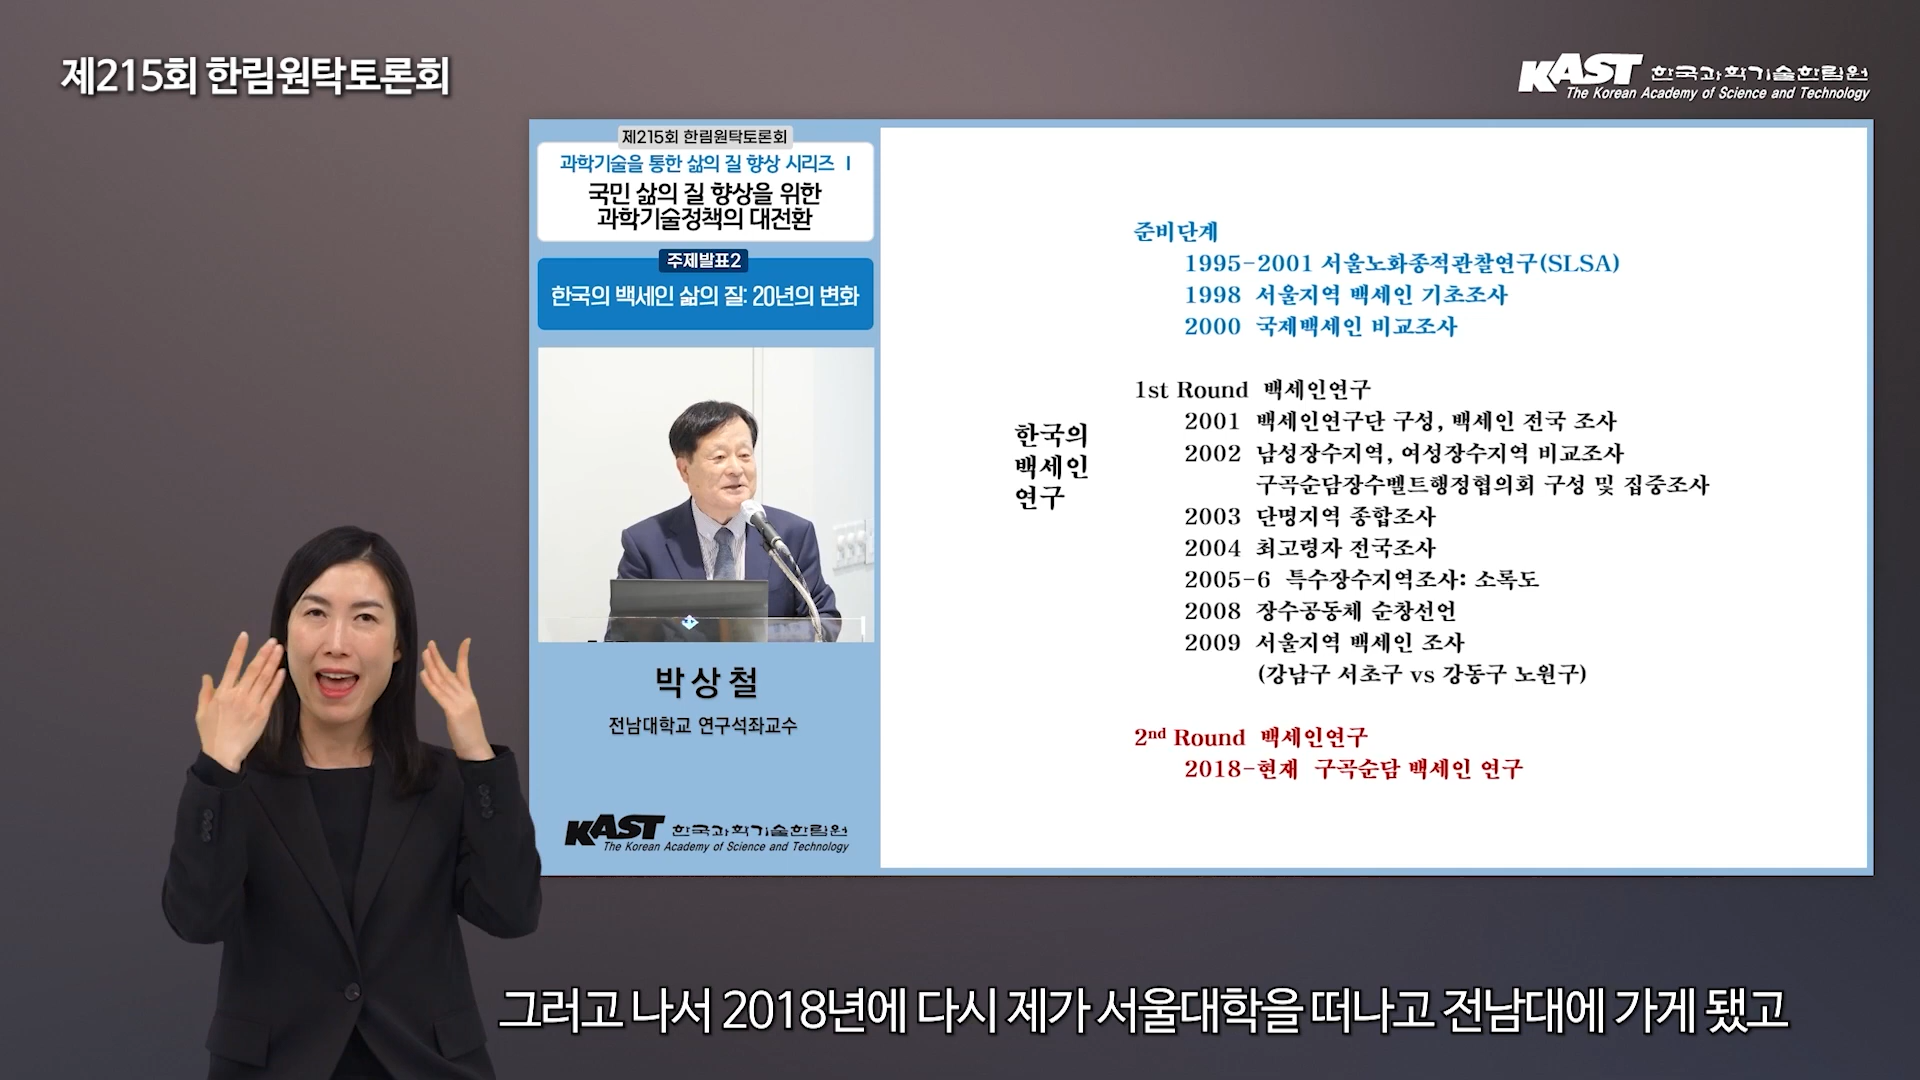 제215회 한림원탁토론회
KAST 한국과학기술한림원
The Korean Academy of Science and Technology
제215회 한림원탁토론회
과학기술을 통한 삶의 질 향상 시리즈 Ⅰ
국민 삶의 질 향상을 위한
과학기술정책의 대전환
주제발표2
한국의 백세인 삶의 질: 20년의 변화
박상철
전남대학교 연구석좌교수
KAST 한국과학기술한림원
The Korean Academy of Science and Technology
한국의
백세인
연구
준비단계
1995-2001 서울노화종적관찰연구(SLSA)
1998 서울지역 백세인 기초조사
2000 국제백세인 비교조사
1st Round 백세인연구
2001 백세인연구단 구성, 백세인 전국 조사
2002 남성장수지역, 여성장수지역 비교조사
구곡순담장수벨트행정협의회 구성 및 집중조사
2003 단명지역 종합조사
2004 최고령자 전국조사
2005-6 특수장수지역조사: 소록도
2008 장수공동체 순창선언
2009 서울지역 백세인 조사
(강남구 서초구 vs 강동구 노원구)
2nd Round 백세인연구
2018-현재 구곡순담 백세인 연구
그러고 나서 2018년에 다시 제가 서울대학을 떠나고 전남대에 가게 됐고